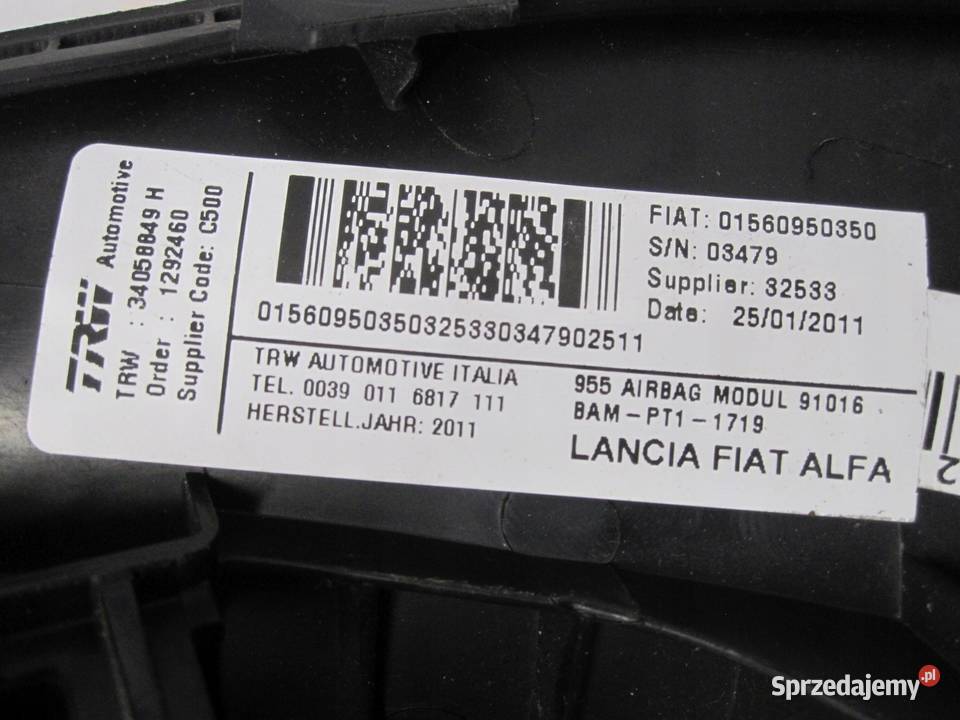 TRW Automotive
TRW : 34058849 H
Order : 1292460
Supplier Code: C500
FIAT: 01560950350
S/N: 03479
Supplier: 32533
Date: 25/01/2011
01560950350325330347902511
TRW AUTOMOTIVE ITALIA
TEL. 0039 011 6817 111
HERSTELL.JAHR: 2011
955 AIRBAG MODUL 91016
BAM-PT1-1719
LANCIA FIAT ALFA
2
Sprzedajemy.pl